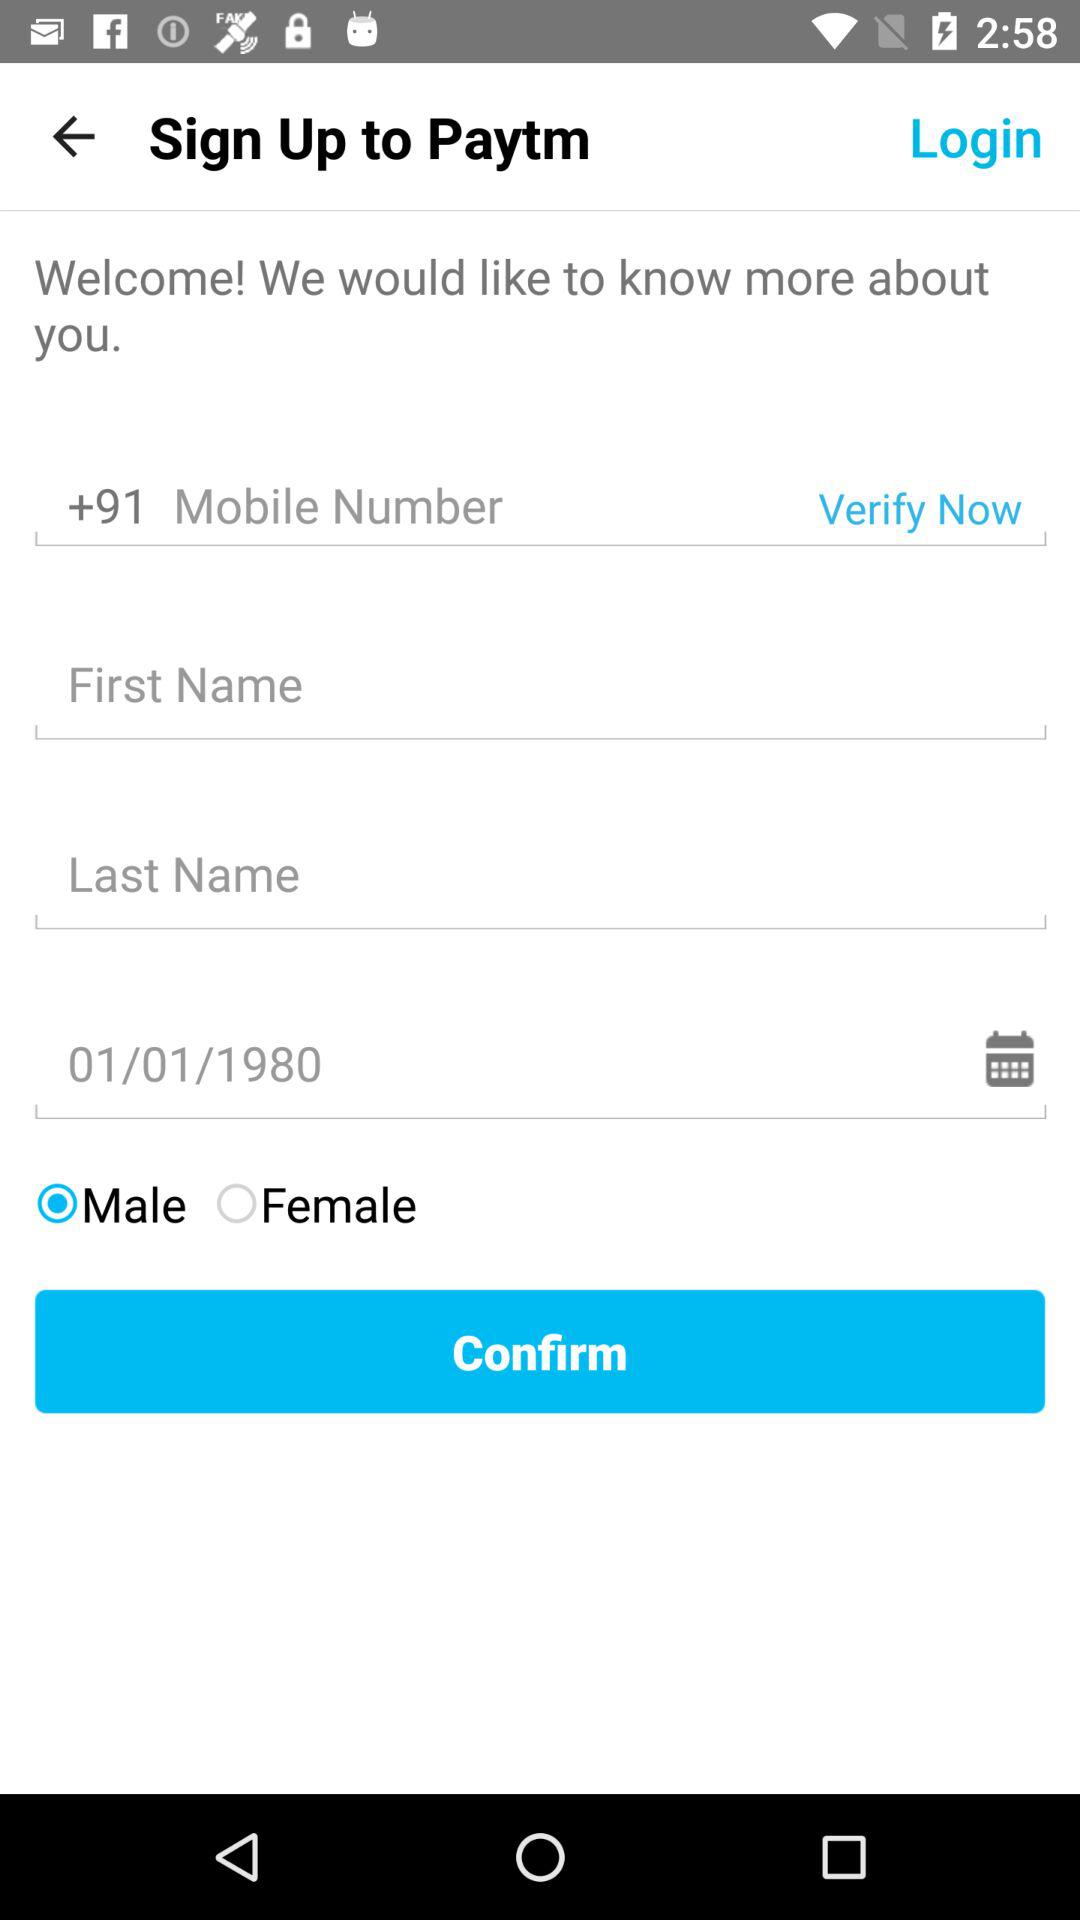 FAKE
2:58
Sign Up to Paytm
Login
Welcome! We would like to know more about
you.
+91 Mobile Number
Verify Now
First Name
Last Name
01/01/1980
Male
Female
Confirm